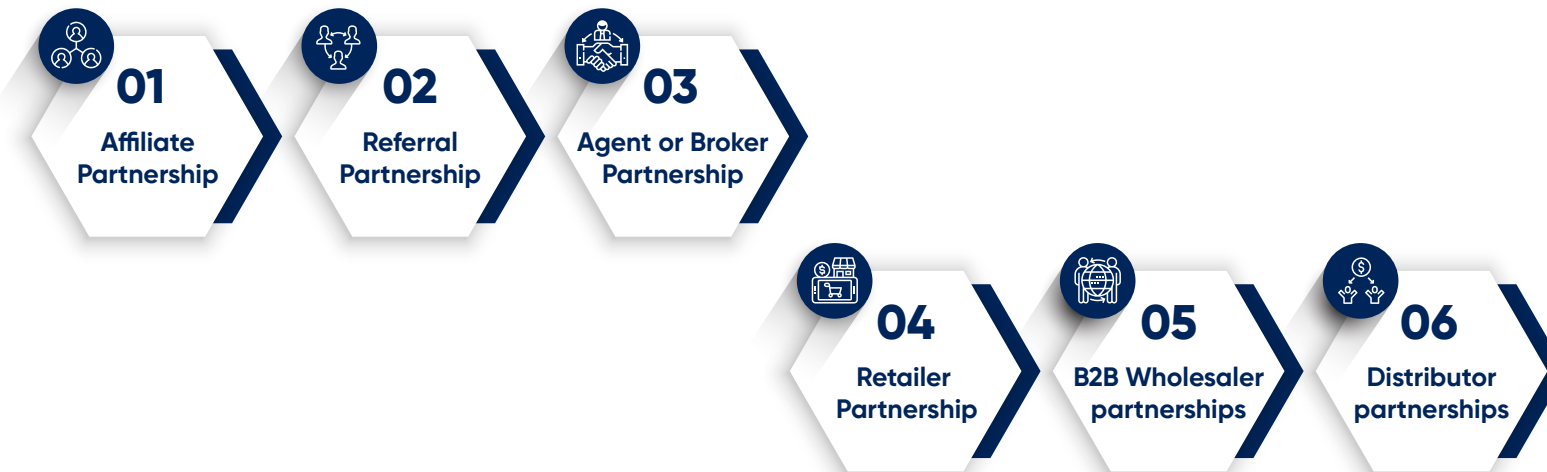 01
Affiliate
Partnership
02
Referral
Partnership
03
Agent or Broker
Partnership
04
Retailer
Partnership
05
B2B Wholesaler
partnerships
06
Distributor
partnerships